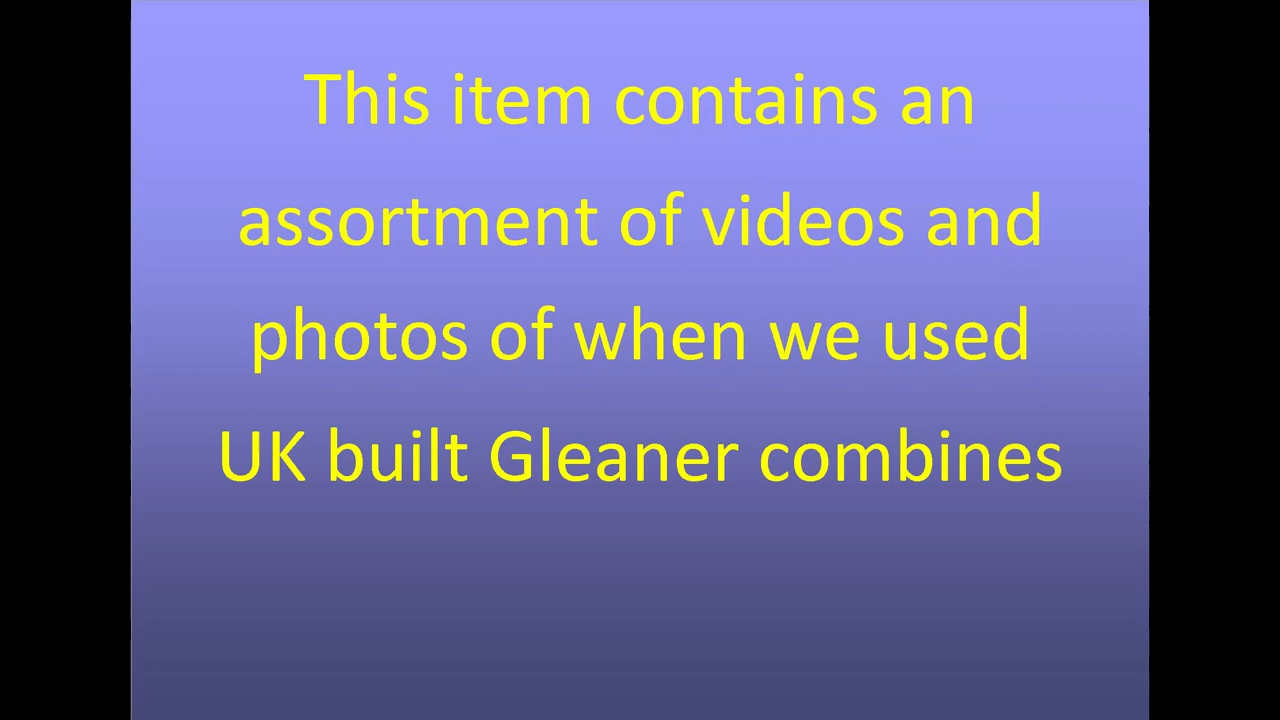 This item contains an
assortment of videos and
photos of when we used
UK built Gleaner combines